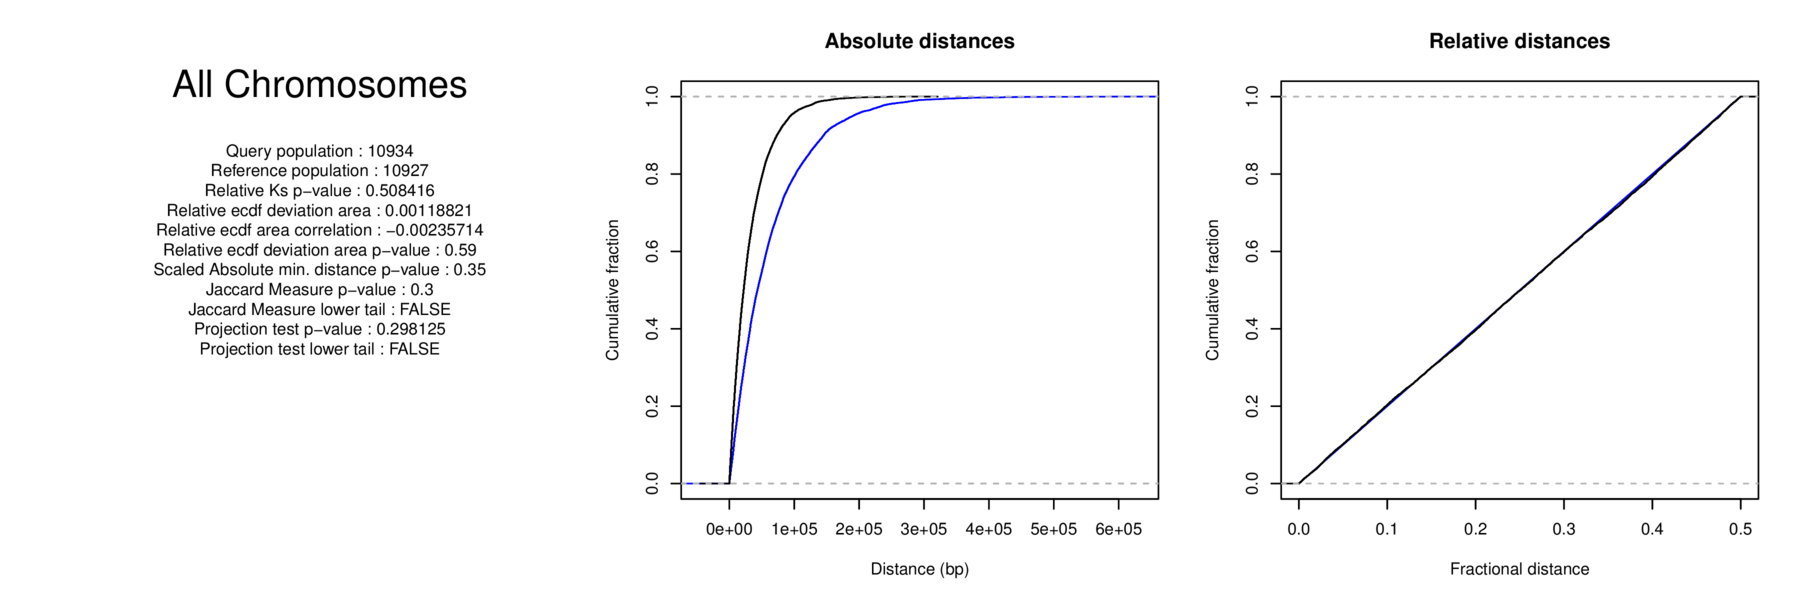 All Chromosomes
Query population : 10934
Reference population : 10927
Relative Ks p−value : 0.508416
Relative ecdf deviation area : 0.00118821
Relative ecdf area correlation : −0.00235714
Relative ecdf deviation area p−value : 0.59
Scaled Absolute min. distance p−value : 0.35
Jaccard Measure p−value : 0.3
Jaccard Measure lower tail : FALSE
Projection test p−value : 0.298125
Projection test lower tail : FALSE
Absolute distances
Cumulative fraction
1.0
0.8
0.6
0.4
0.2
0.0
0e+00 1e+05 2e+05 3e+05 4e+05 5e+05 6e+05
Distance (bp)
Relative distances
Cumulative fraction
1.0
0.8
0.6
0.4
0.2
0.0
0.0 0.1 0.2 0.3 0.4 0.5
Fractional distance